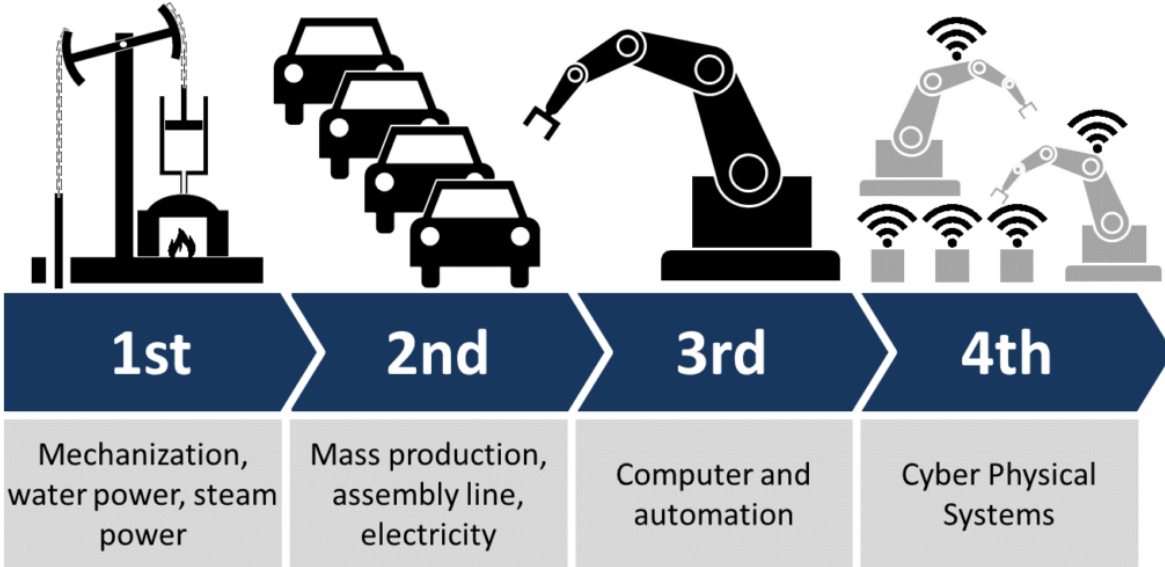 1st
2nd
3rd
4th
Mechanization,
water power, steam
power
Mass production,
assembly line,
electricity
Computer and
automation
Cyber Physical
Systems